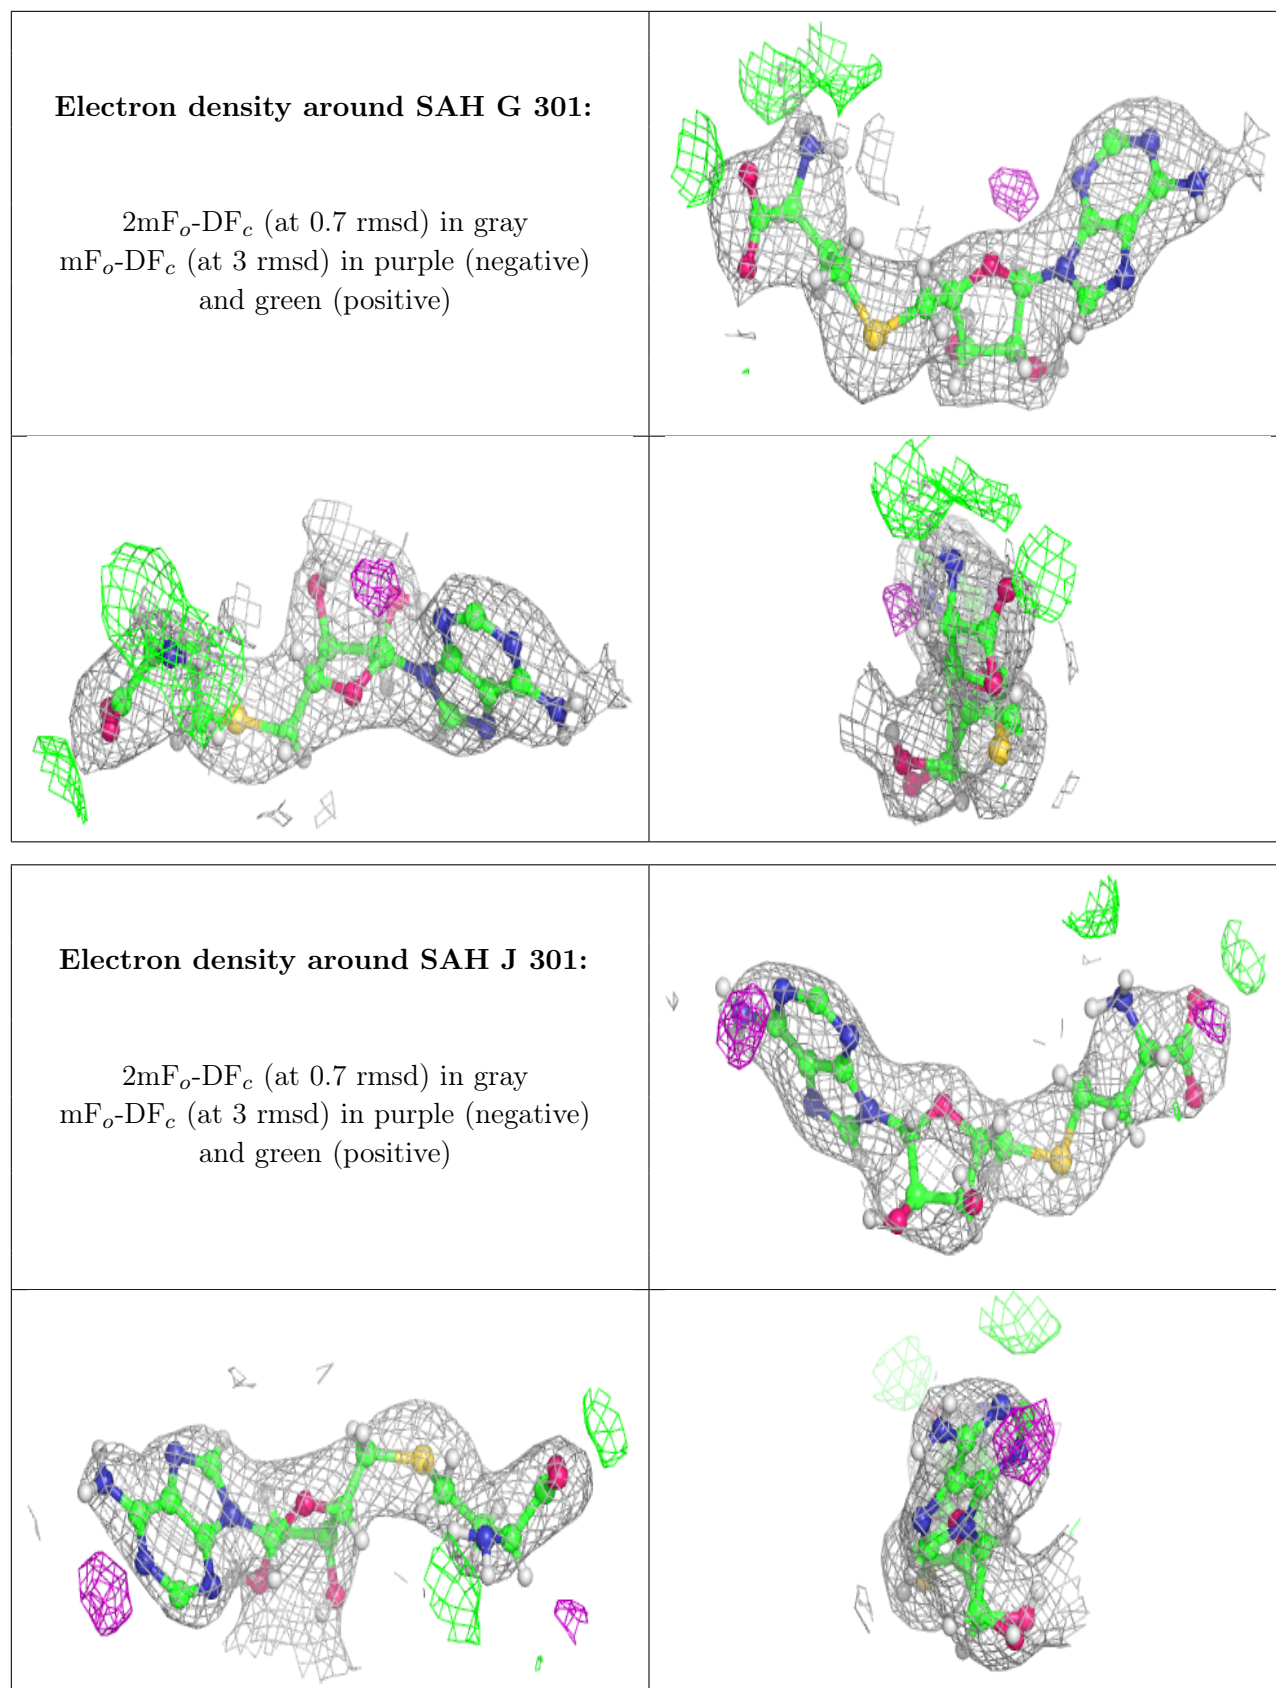 Electron density around SAH G 301:
2mFo-DFc (at 0.7 rmsd) in gray
mFo-DFc (at 3 rmsd) in purple (negative)
and green (positive)
Electron density around SAH J 301:
2mFo-DFc (at 0.7 rmsd) in gray
mFo-DFc (at 3 rmsd) in purple (negative)
and green (positive)